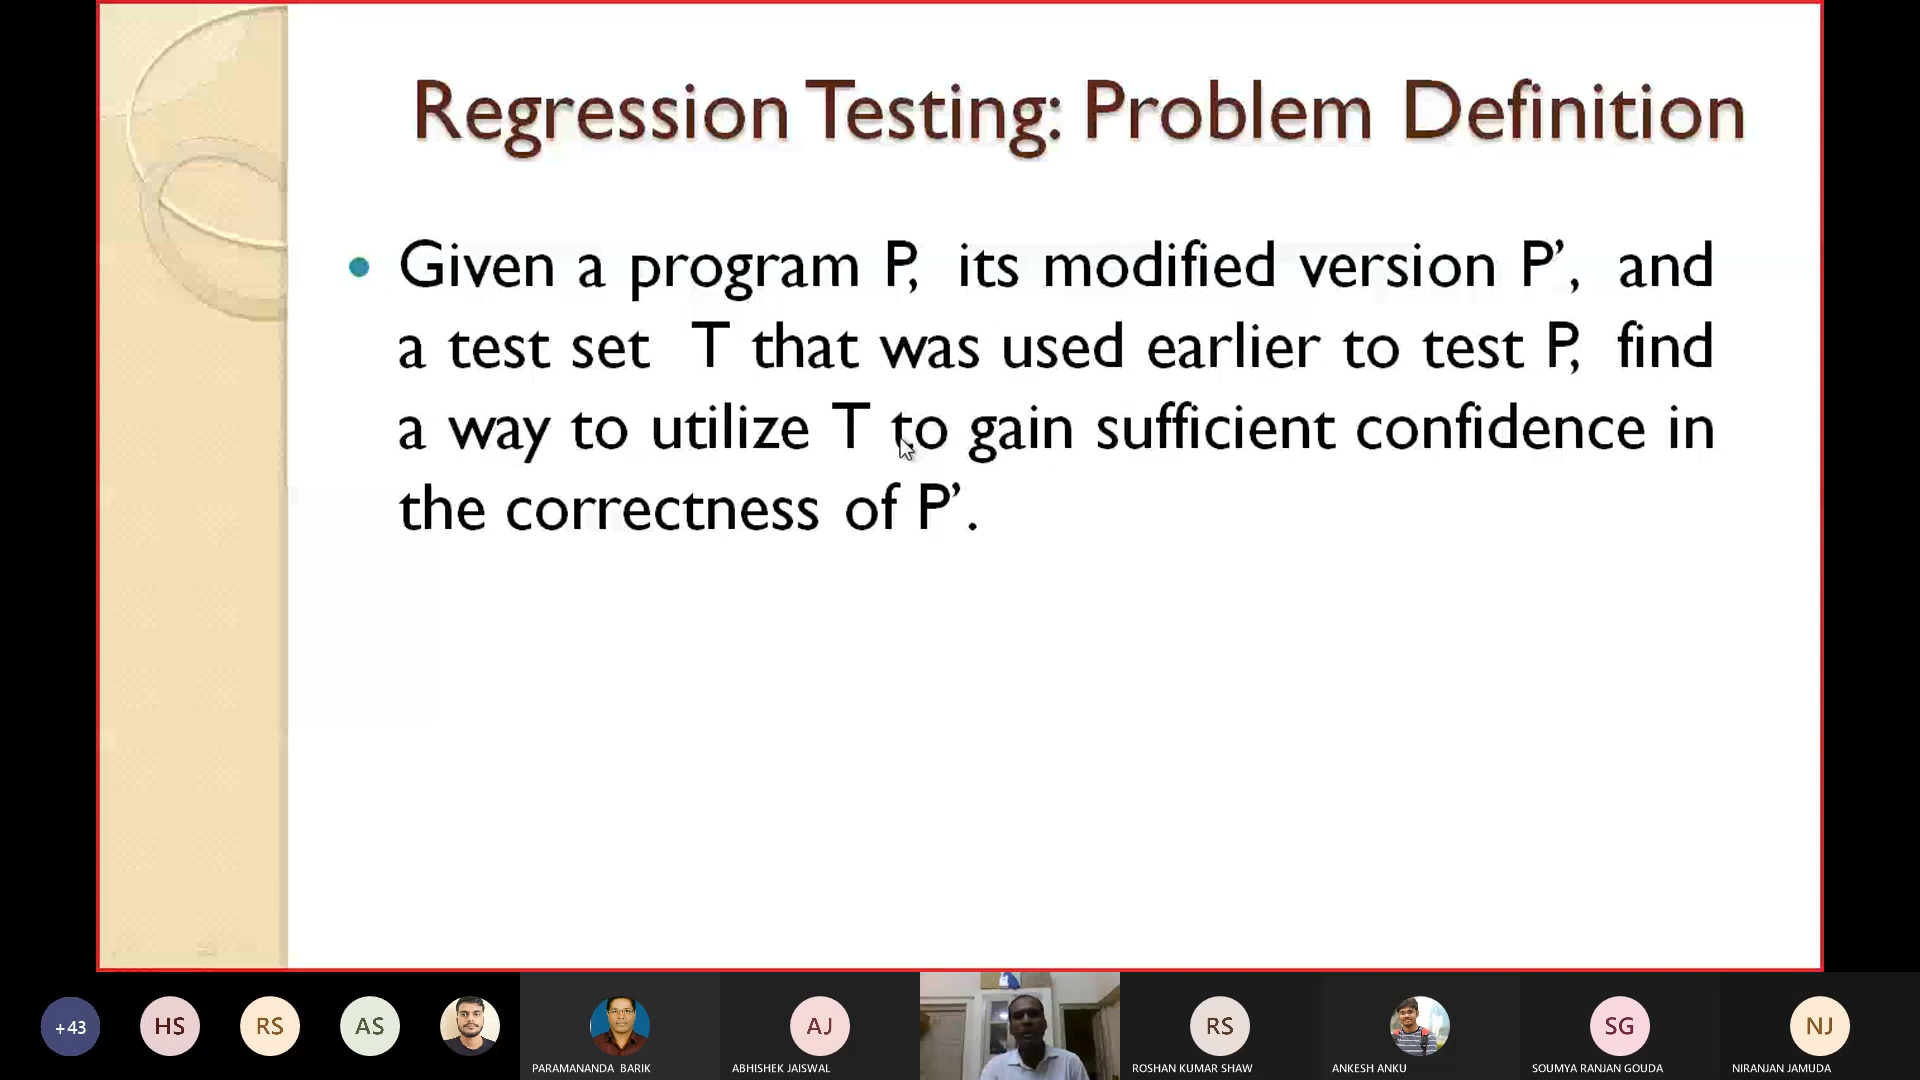 Regression Testing: Problem Definition
• Given a program P, its modified version P’, and
a test set T that was used earlier to test P, find
a way to utilize T to gain sufficient confidence in
the correctness of P’.
+43 HS RS AS AJ RS SG NJ
PARAMANANDA BARIK ABHISHEK JAISWAL ROSHAN KUMAR SHAW ANKESH ANKU SOUMYA RANJAN GOUDA NIRANJAN JAMUDA